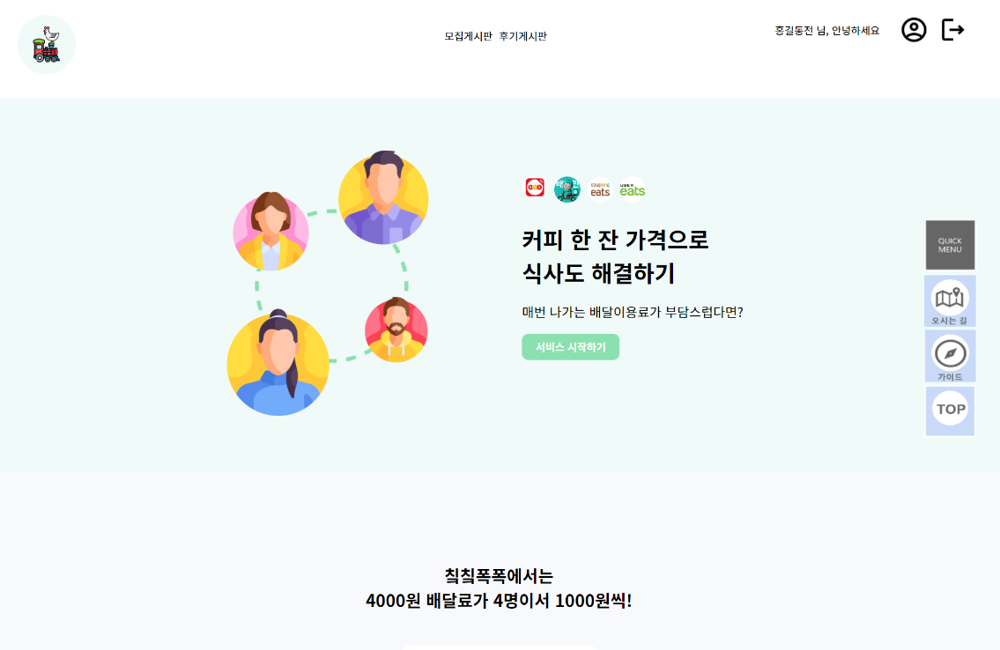 모집게시판 후기게시판
홍길동전 님, 안녕하세요
eats
eats
커피 한 잔 가격으로
식사도 해결하기
매번 나가는 배달이용료가 부담스럽다면?
서비스 시작하기
QUICK
MENU
오시는 길
가이드
TOP
칰칰폭폭에서는
4000원 배달료가 4명이서 1000원씩!